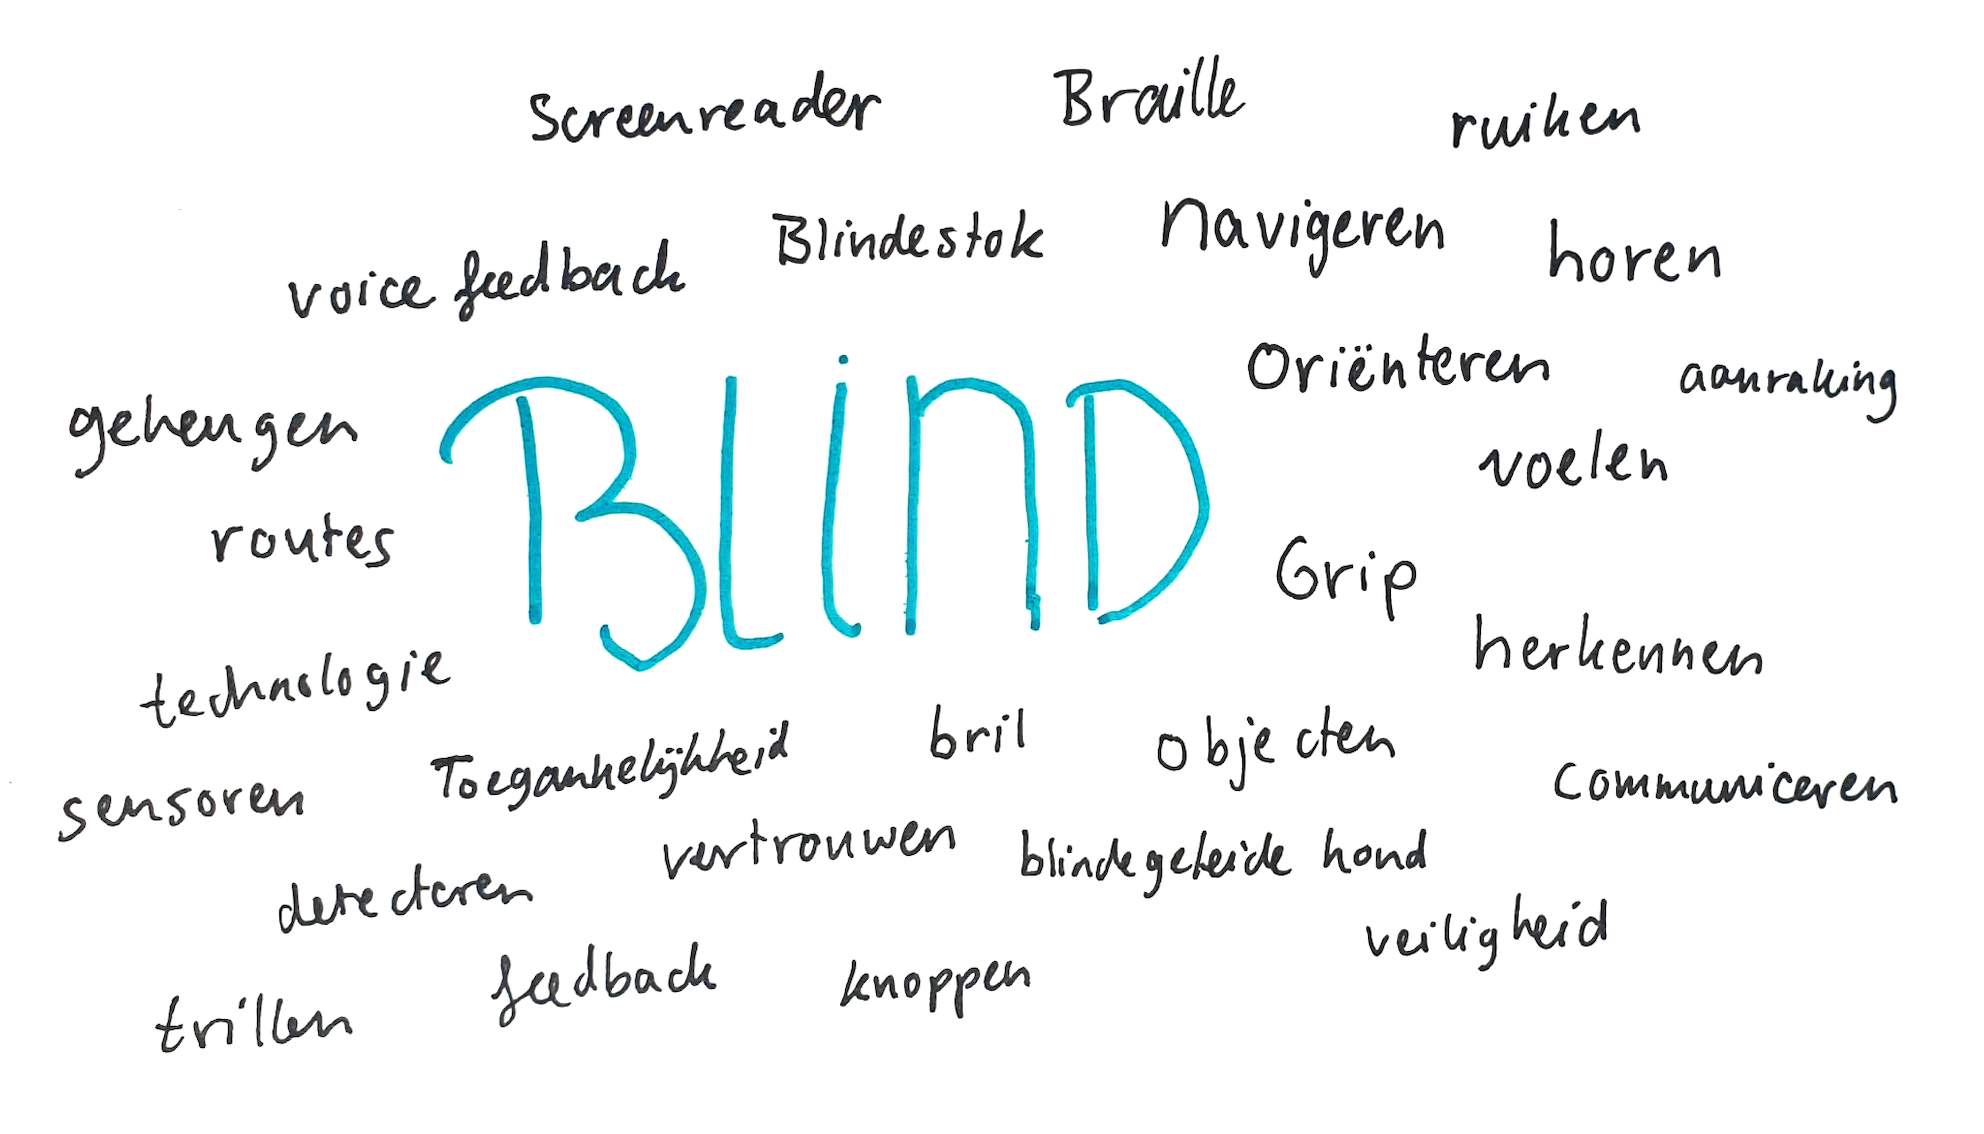 Screenreader
Braille
ruiken
Blindestok
navigeren
horen
voice feedback
Oriënteren
aanraking
geheugen
BLinD
voelen
routes
Grip
herkennen
technologie
Toegankelijkheid
bril
objecten
communiceren
sensoren
vertrouwen
blindegeleide hond
detecteren
veiligheid
feedback
knoppen
trillen